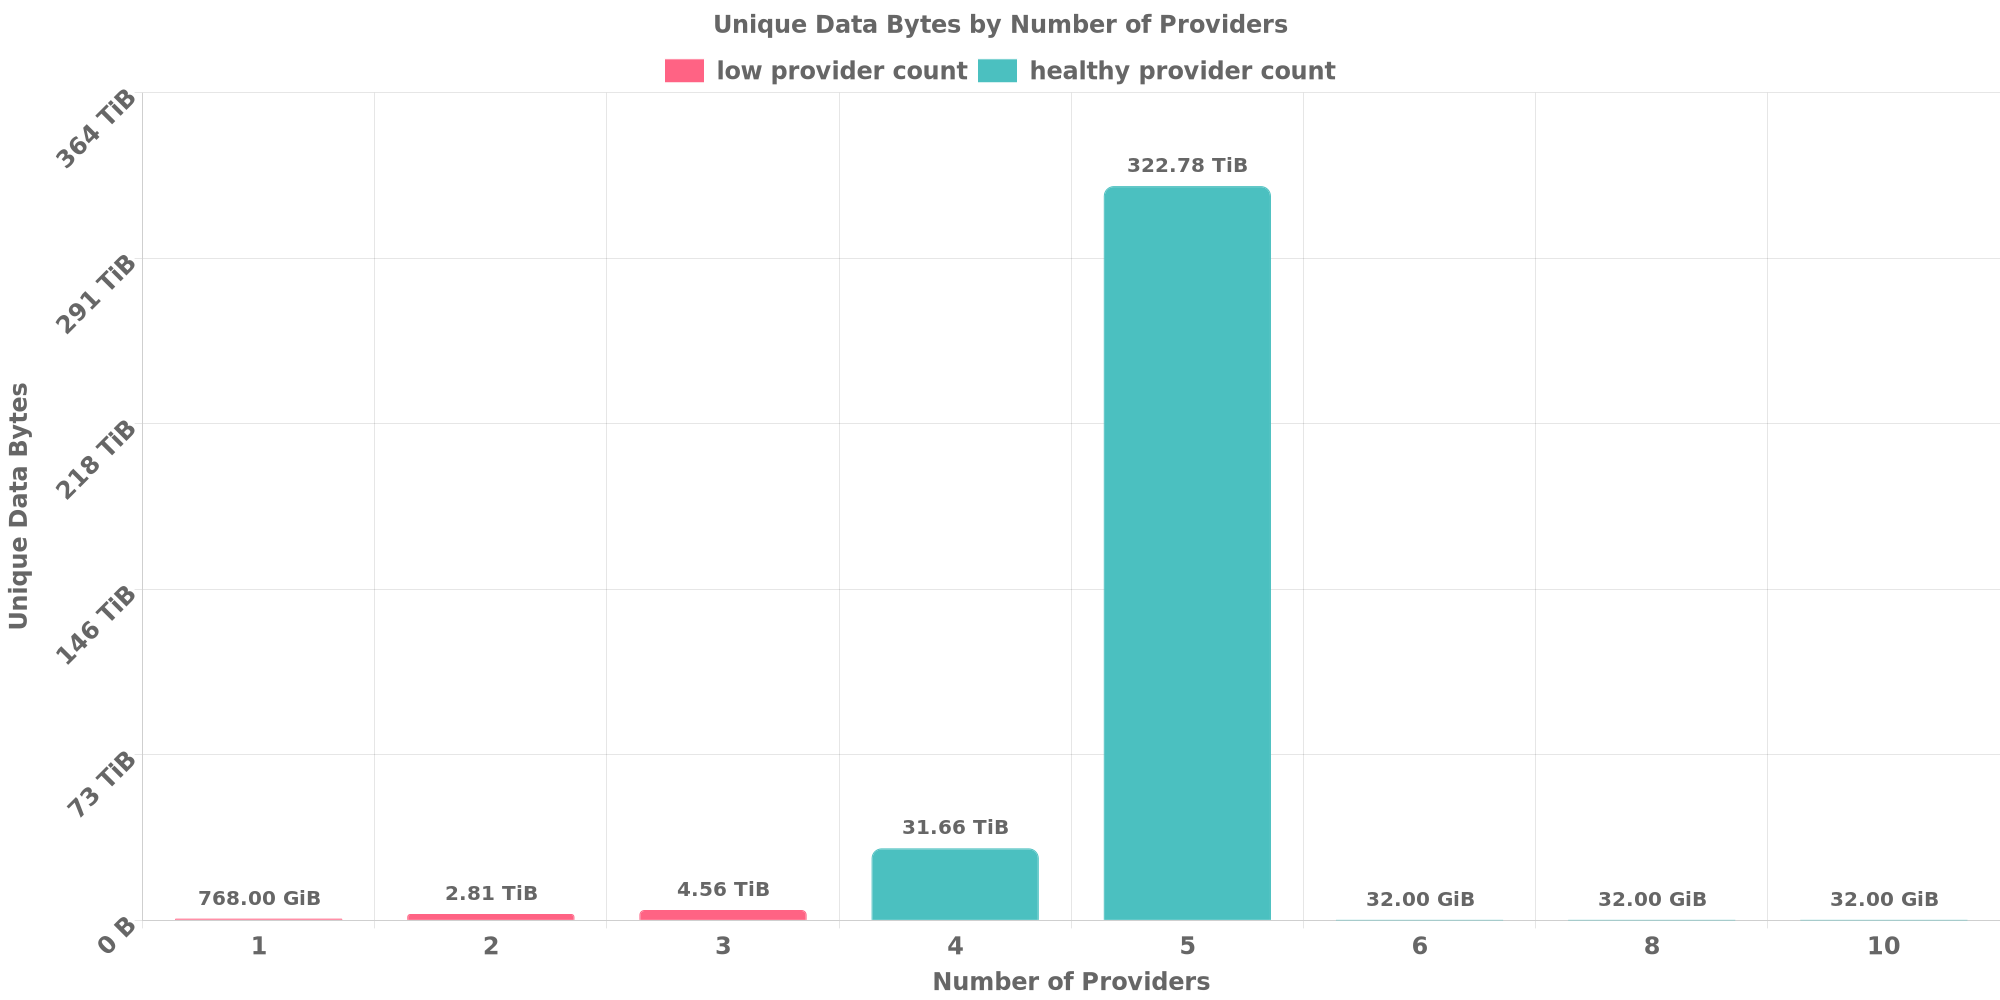 Unique Data Bytes by Number of Providers
low provider count healthy provider count
364 TiB
291 TiB
218 TiB
146 TiB
73 TiB
0 B
Unique Data Bytes
768.00 GiB
2.81 TiB
4.56 TiB
31.66 TiB
322.78 TiB
32.00 GiB
32.00 GiB
32.00 GiB
1 2 3 4 5 6 8 10
Number of Providers